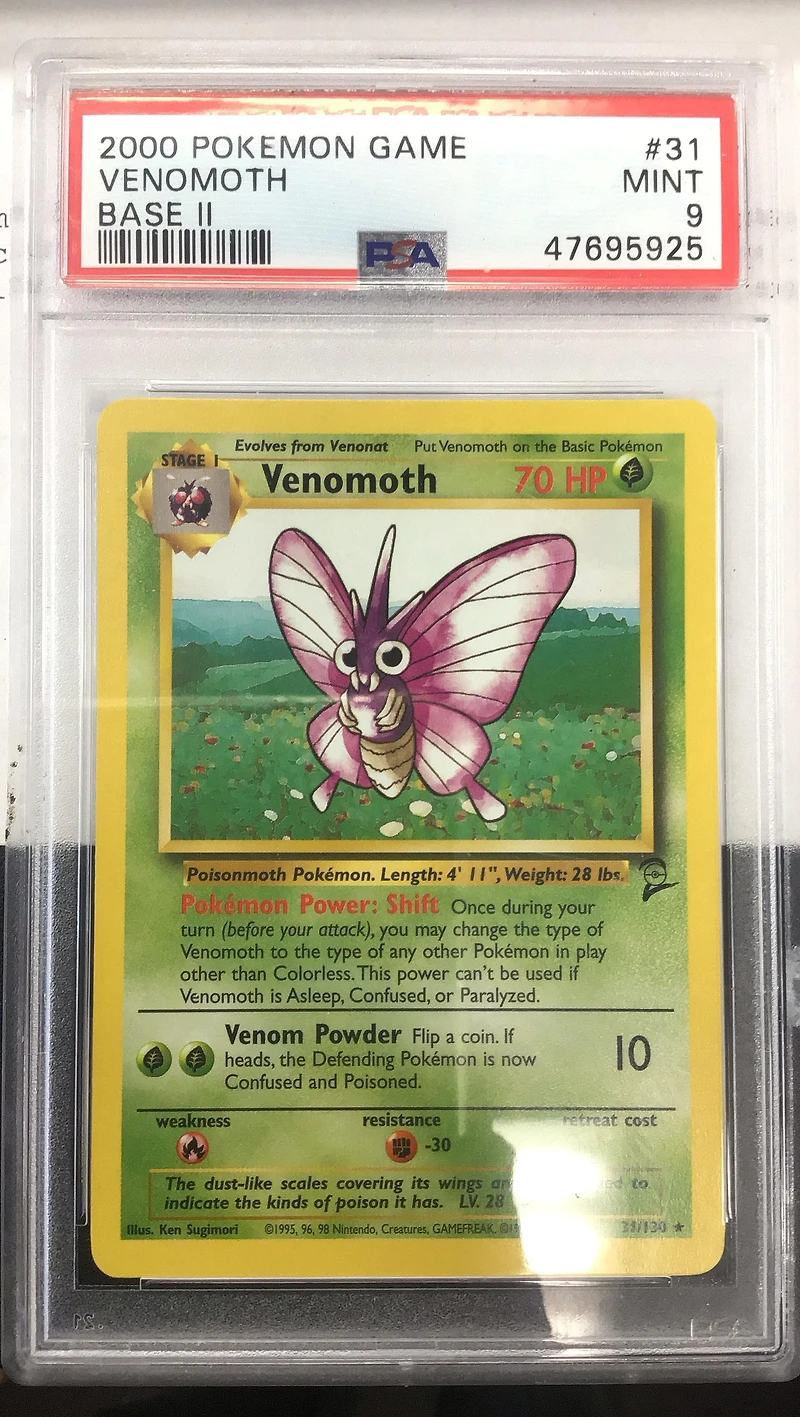 2000 POKEMON GAME #31
VENOMOTH MINT
BASE II 9
PSA 47695925
Evolves from Venonat Put Venomoth on the Basic Pokémon
STAGE 1
Venomoth 70 HP
Poisonmoth Pokémon. Length: 4' 11", Weight: 28 lbs.
Pokémon Power: Shift Once during your
turn (before your attack), you may change the type of
Venomoth to the type of any other Pokémon in play
other than Colorless. This power can't be used if
Venomoth is Asleep, Confused, or Paralyzed.
Venom Powder Flip a coin. If
heads, the Defending Pokémon is now
Confused and Poisoned.
10
weakness resistance retreat cost
-30
The dust-like scales covering its wings to
indicate the kinds of poison it has. LV. 28
Illus. Ken Sugimori ©1995, 96, 98 Nintendo, Creatures, GAMEFREAK. 31/130